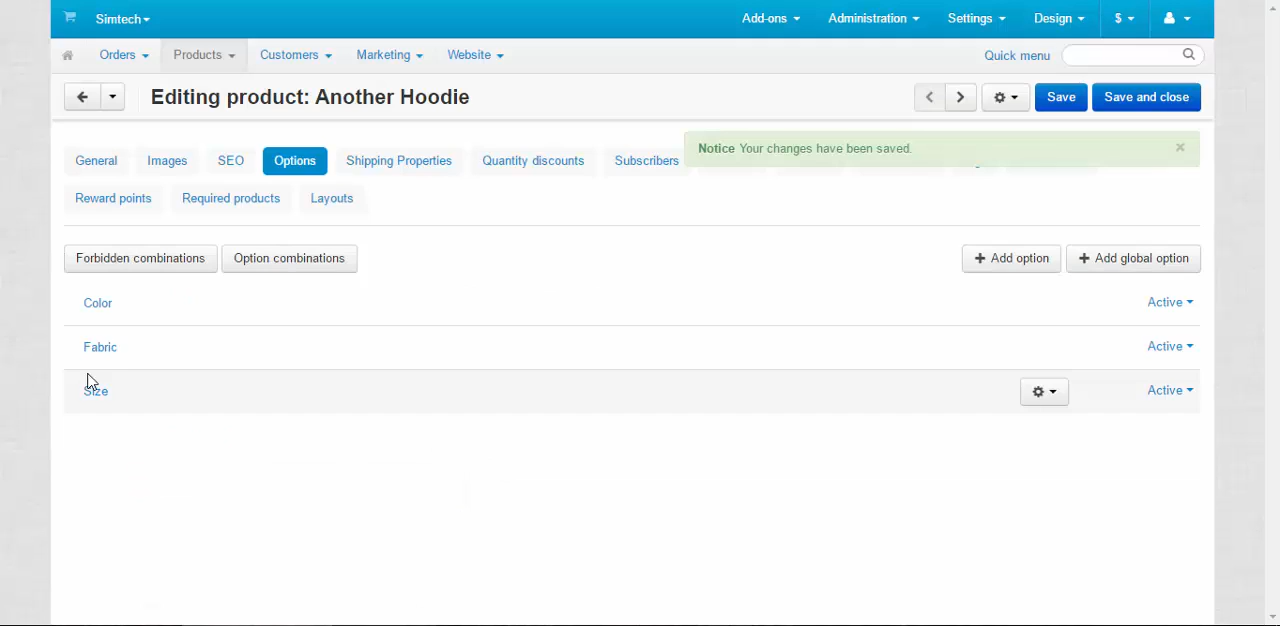 Simtech Add-ons Administration Settings Design $
Orders Products Customers Marketing Website Quick menu
Editing product: Another Hoodie Save Save and close
General Images SEO Options Shipping Properties Quantity discounts Subscribers
Notice Your changes have been saved. ×
Reward points Required products Layouts
Forbidden combinations Option combinations + Add option + Add global option
Color Active
Fabric Active
Size Active